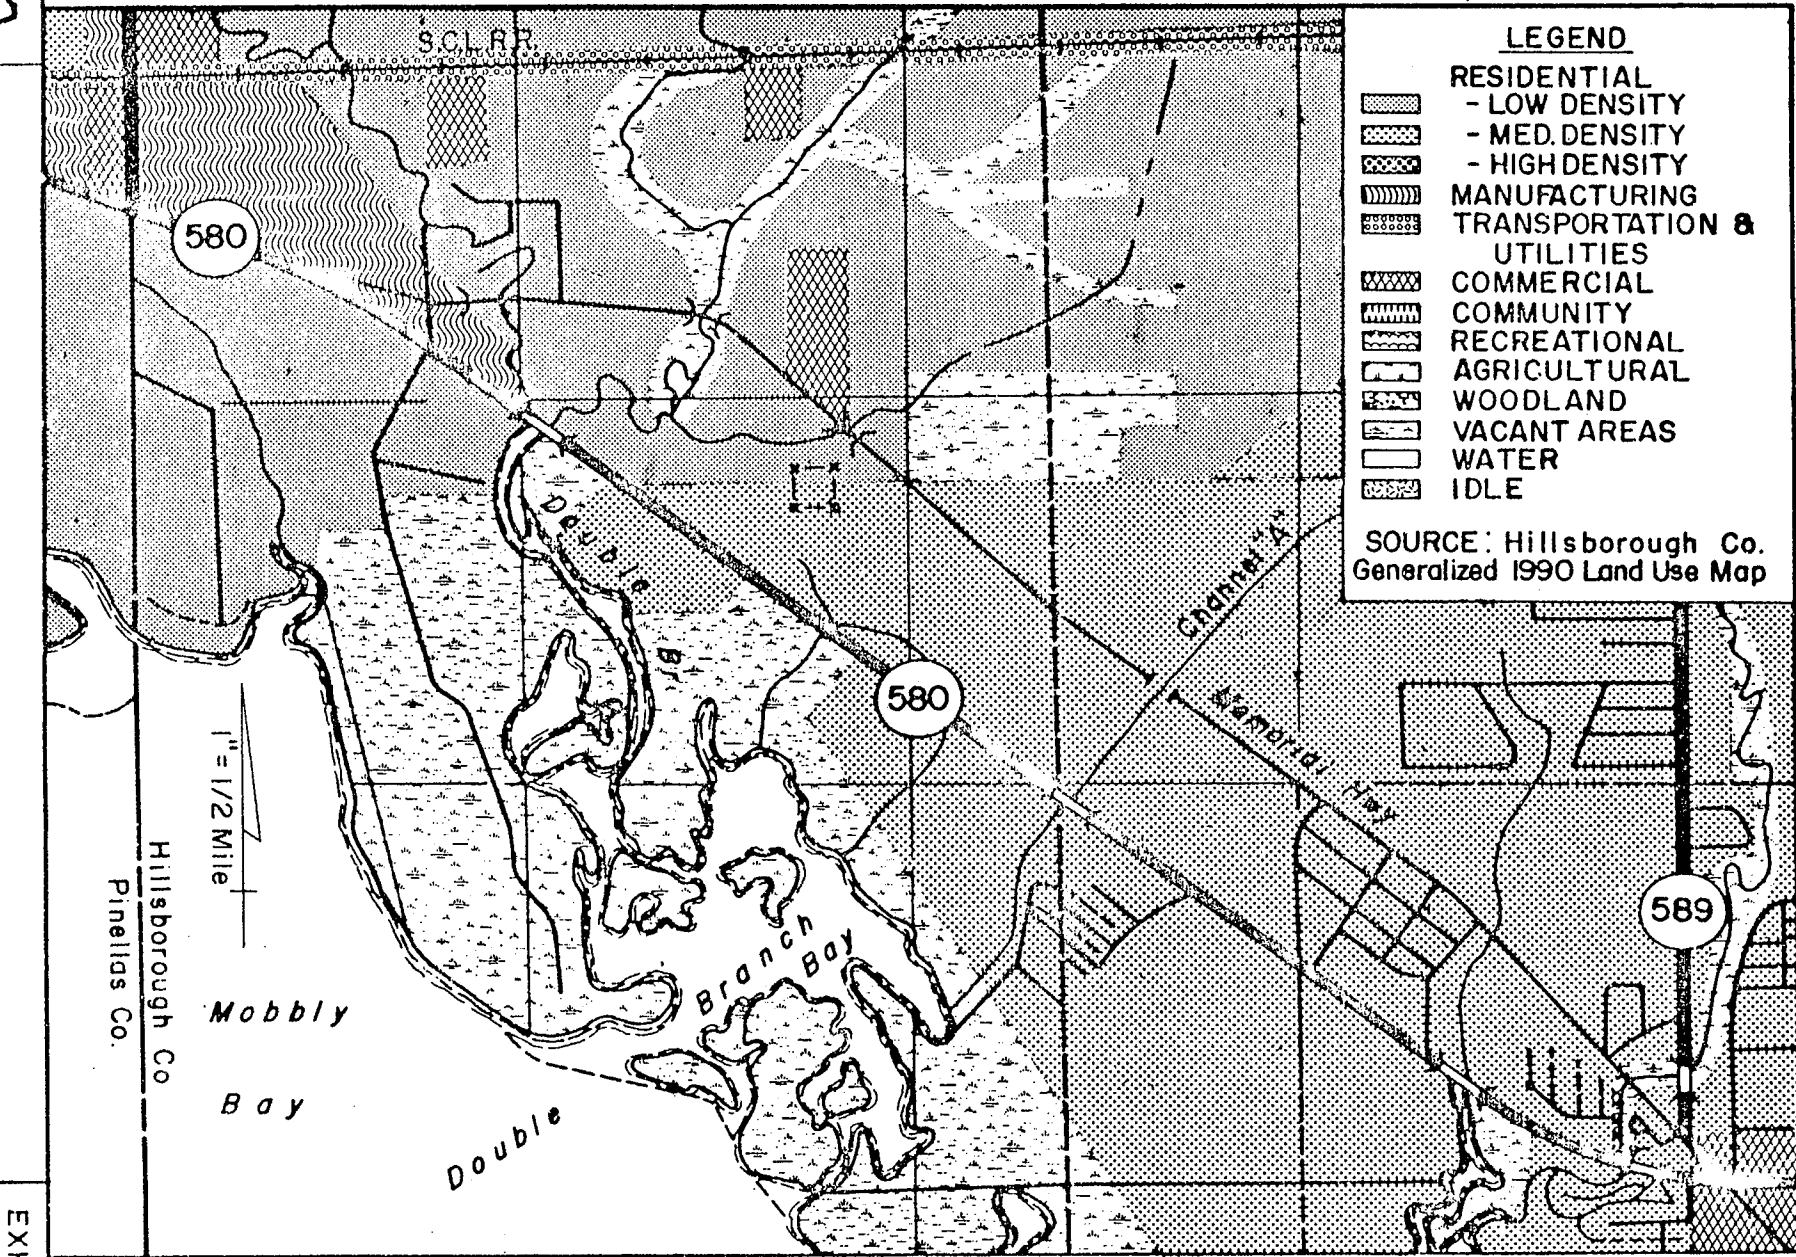 S.C.L.R.R.
LEGEND
RESIDENTIAL
- LOW DENSITY
- MED. DENSITY
- HIGH DENSITY
MANUFACTURING
TRANSPORTATION &
UTILITIES
COMMERCIAL
COMMUNITY
RECREATIONAL
AGRICULTURAL
WOODLAND
VACANT AREAS
WATER
IDLE
SOURCE: Hillsborough Co.
Generalized 1990 Land Use Map
580
Double Br
Channel "A"
580
Memorial Hwy
589
1" = 1/2 Mile
Hillsborough Co
Pinellas Co.
Mobbly
Bay
Branch
Bay
Double